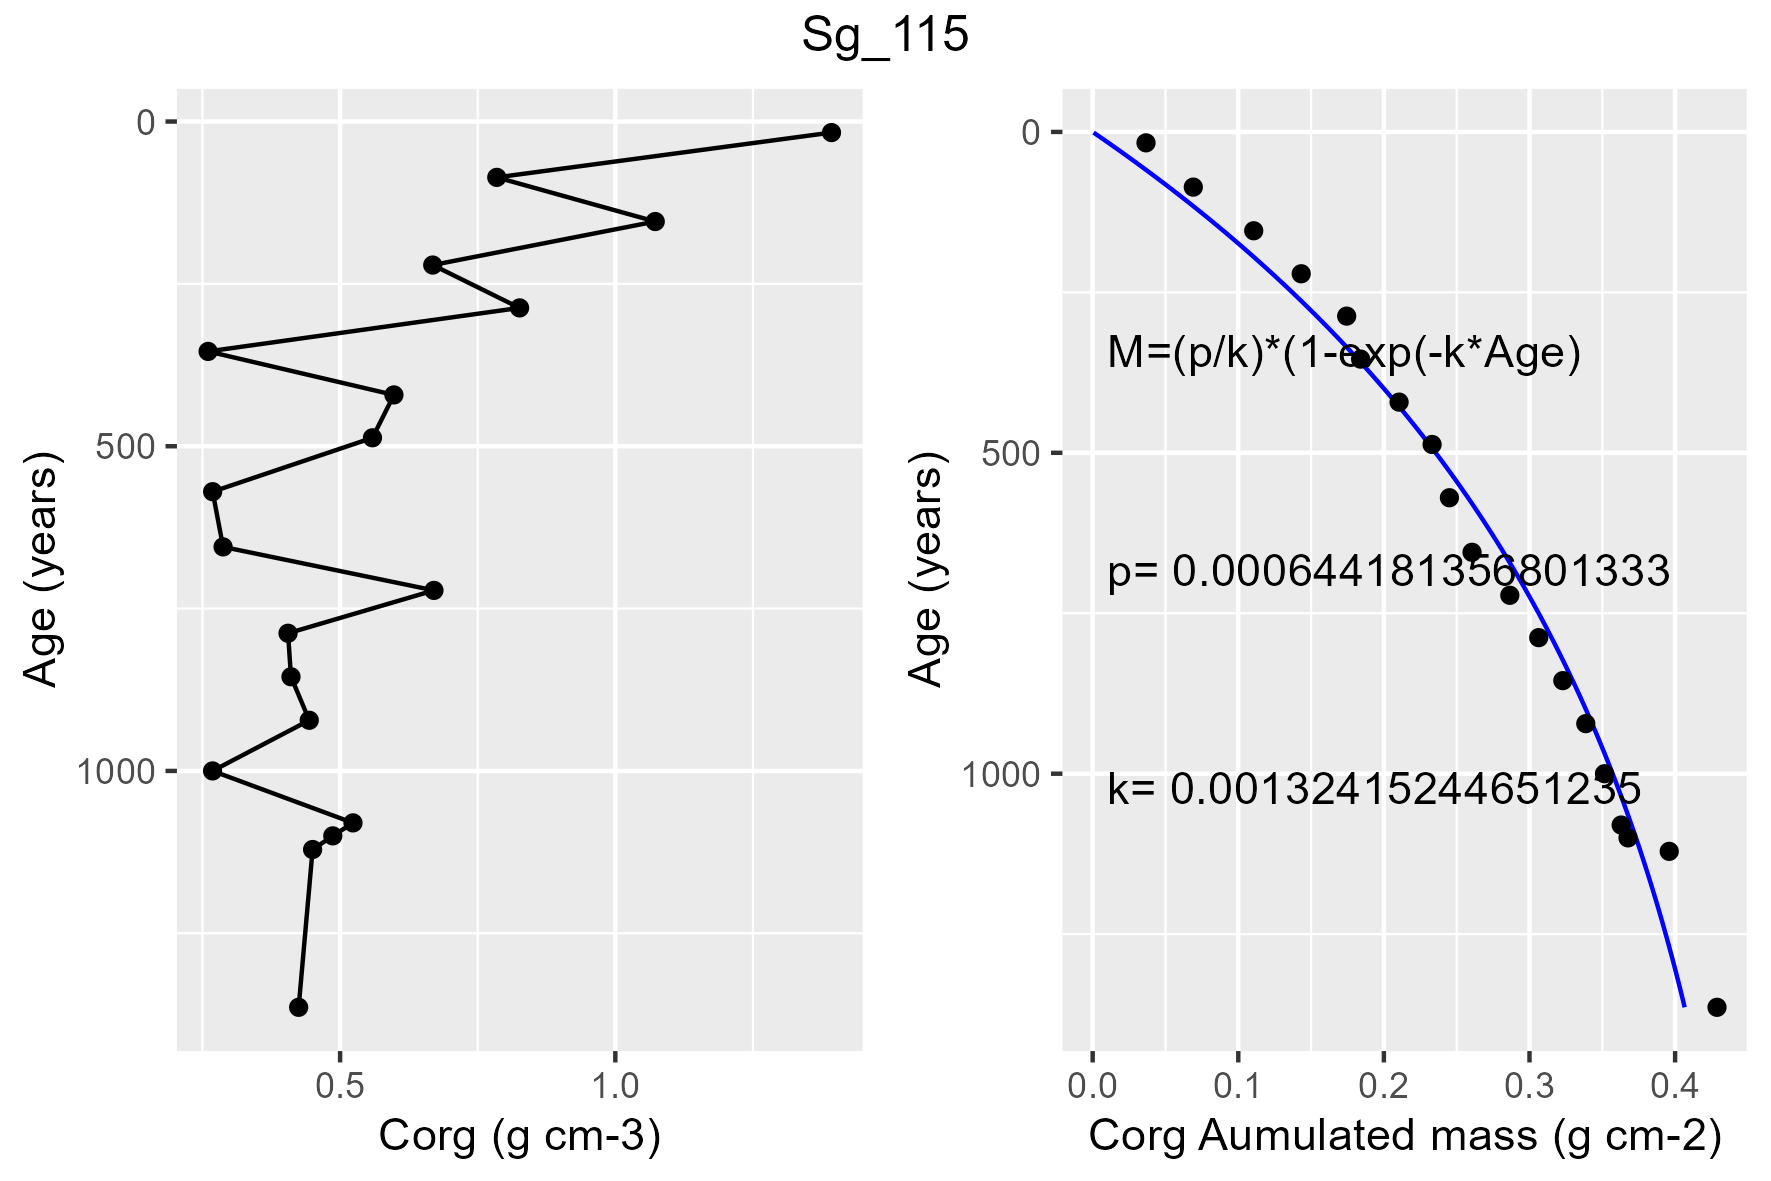 Sg_115
0
500
1000
Age (years)
0.5
1.0
Corg (g cm-3)
0
500
1000
Age (years)
M=(p/k)*(1-exp(-k*Age)
p= 0.000644181356801333
k= 0.00132415244651235
0.0
0.1
0.2
0.3
0.4
Corg Aumulated mass (g cm-2)